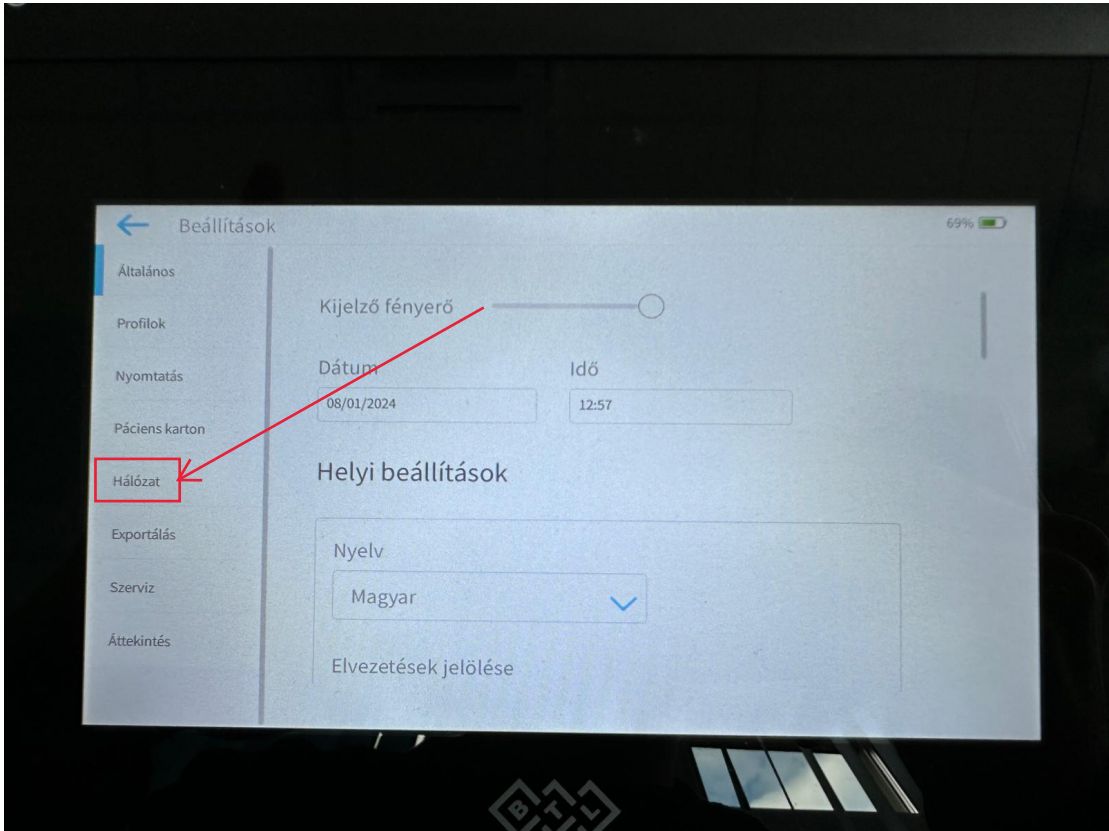 Beállítások
69%
Általános
Profilok
Nyomtatás
Páciens karton
Hálózat
Exportálás
Szerviz
Áttekintés
Kijelző fényerő
Dátum
Idő
08/01/2024
12:57
Helyi beállítások
Nyelv
Magyar
Elvezetések jelölése
BTL